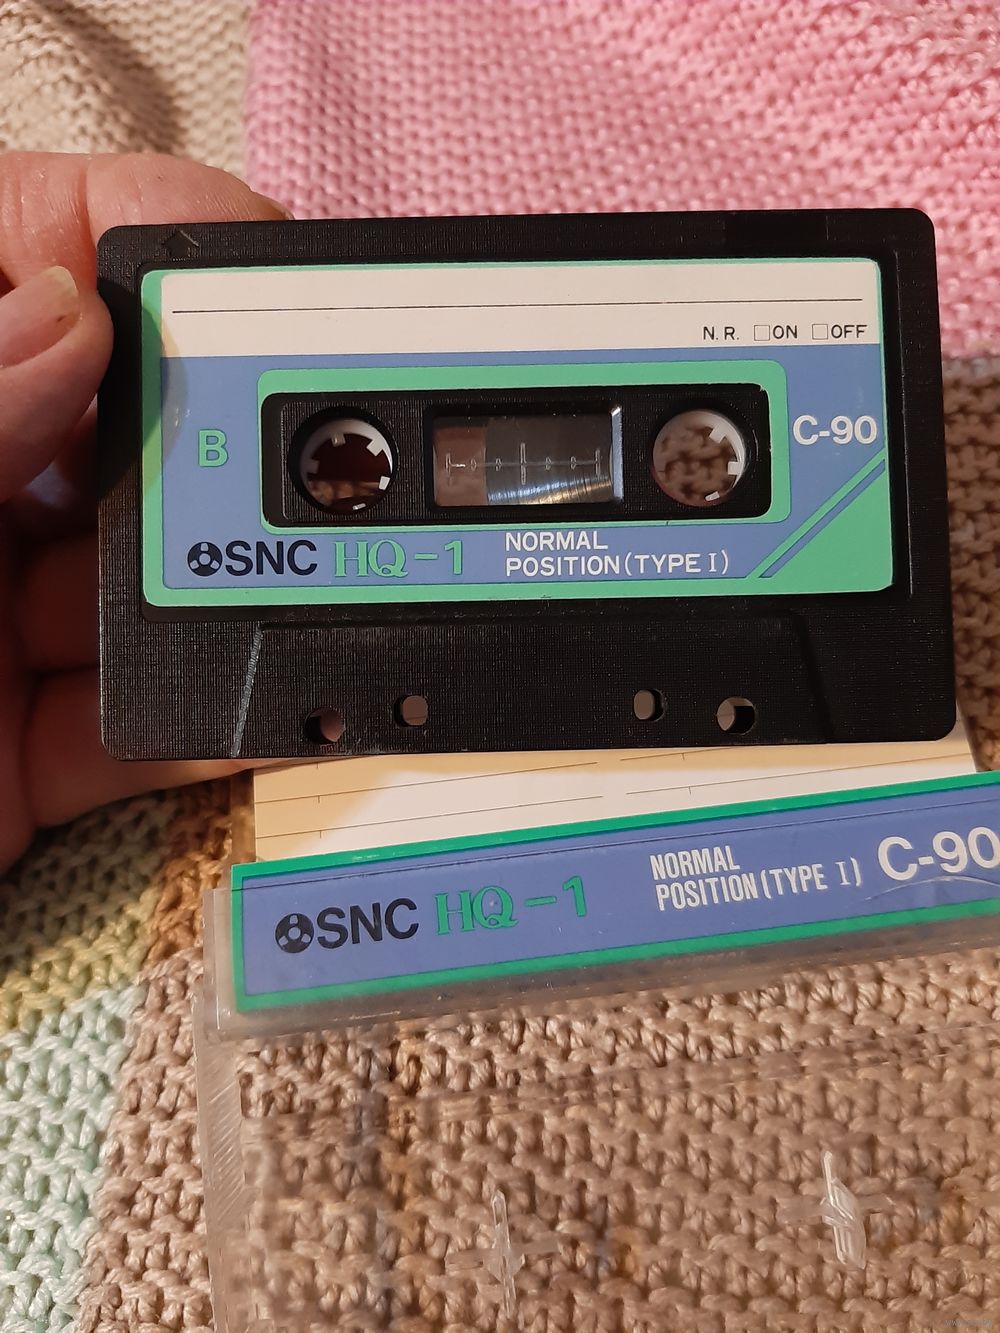 N.R. □ON □OFF
B
C-90
SNC HQ-1
NORMAL
POSITION (TYPE I)
SNC HQ-1
NORMAL
POSITION (TYPE I)
C-90